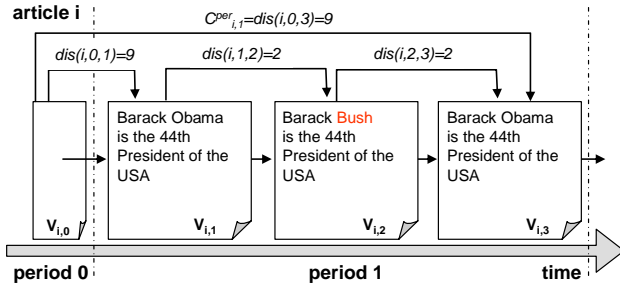 article i
C^per_i,1=dis(i,0,3)=9
dis(i,0,1)=9
dis(i,1,2)=2
dis(i,2,3)=2
Barack Obama
is the 44th
President of the
USA
Barack Bush
is the 44th
President of the
USA
Barack Obama
is the 44th
President of the
USA
V_i,0
V_i,1
V_i,2
V_i,3
period 0
period 1
time